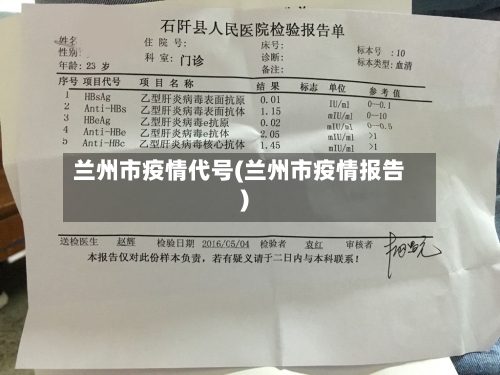 石阡县人民医院检验报告单
姓名: 住 院 号: 床号: 标本号 :10
性别: 科 室: 门诊 诊断: 标本类型:血清
年龄: 23 岁 备注:
序号 项目代号 项 目 名 称 结 果 标志 单位 参 考 值
1 HBsAg 乙型肝炎病毒表面抗原 0.01 IU/ml 0--0.1
2 Anti-HBs 乙型肝炎病毒表面抗体 1.15 mIU/ml 0--10
3 HBeAg 乙型肝炎病毒e抗原 0.02 mIU/ml 0--0.5
4 Anti-HBe 乙型肝炎病毒e抗体 2.05 mIU/ml >1
5 Anti-HBc 乙型肝炎病毒核心抗体 1.45 mIU/ml >1
兰州市疫情代号(兰州市疫情报告
)
送检医生 赵辉 检验日期 2016/05/04 检验者 袁红 审核者
本报告仅对此份样本负责，若有疑义请于二日内与本科联系！